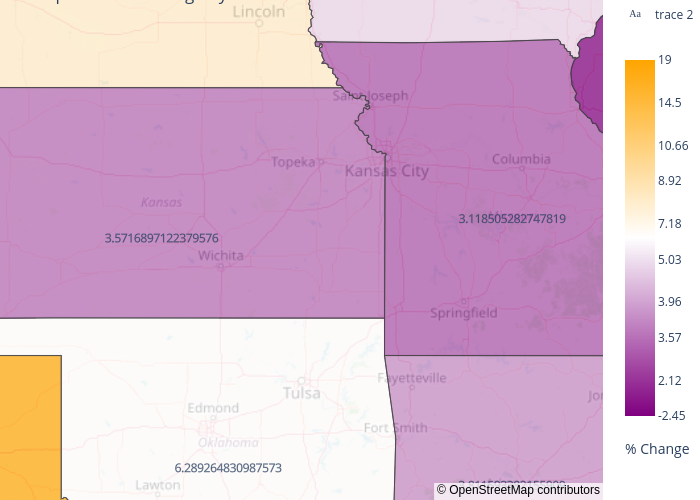 Lincoln
Aa trace 2
19
Saint Joseph
14.5
Topeka
Kansas City
Columbia
10.66
8.92
Kansas
3.118505282747819
7.18
3.5716897122379576
Wichita
5.03
3.96
Springfield
3.57
Fayetteville
2.12
Tulsa
Edmond
-2.45
Fort Smith
Oklahoma
% Change
6.289264830987573
Lawton
© OpenStreetMap contributors